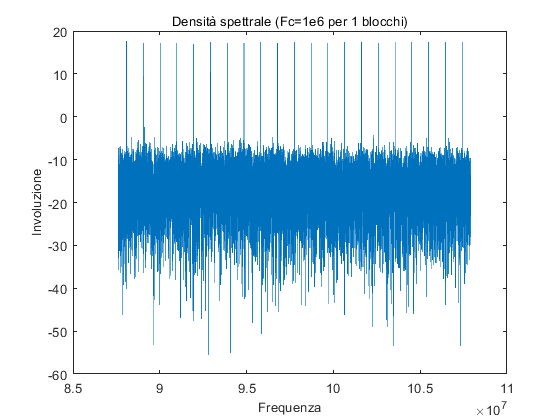 Densità spettrale (Fc=1e6 per 1 blocchi)
20
10
0
-10
-20
-30
-40
-50
-60
Involuzione
8.5 9 9.5 10 10.5 11
Frequenza
×10^7